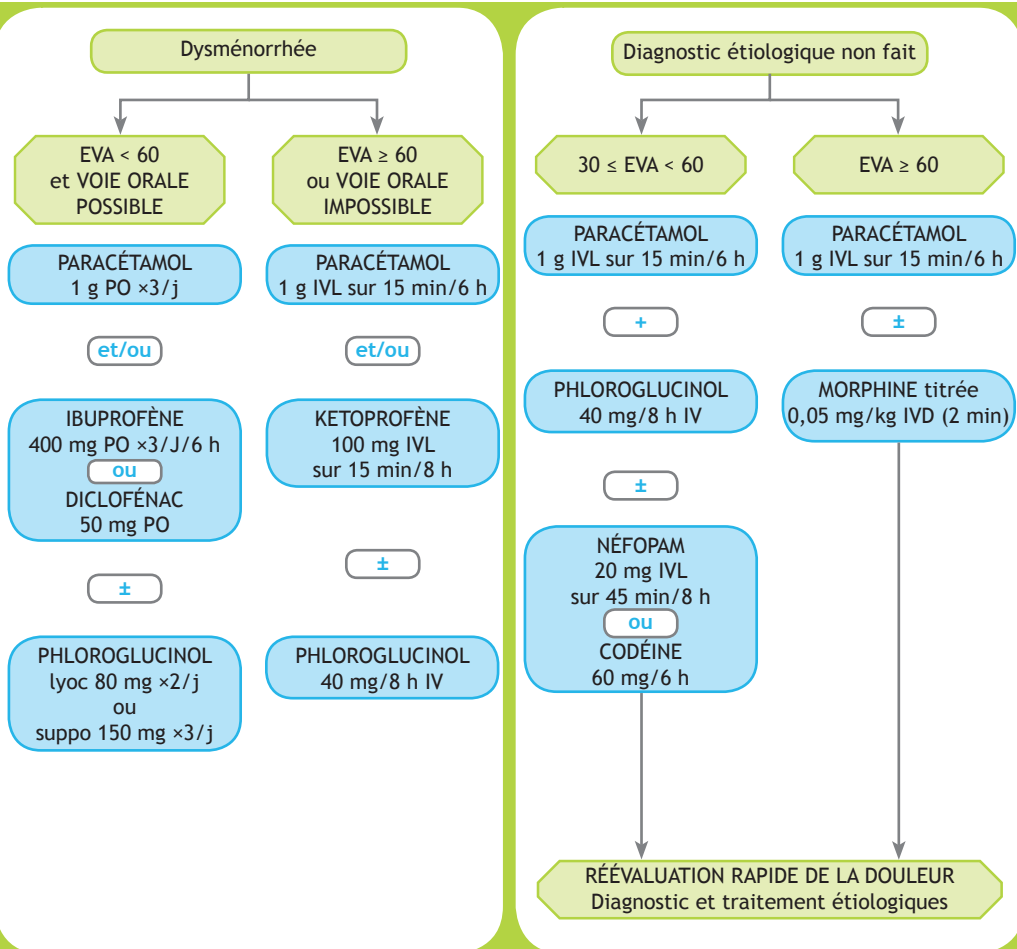 Dysménorrhée
EVA < 60
et VOIE ORALE
POSSIBLE
PARACÉTAMOL
1 g PO ×3/j
et/ou
IBUPROFÈNE
400 mg PO ×3/J/6 h
ou
DICLOFÉNAC
50 mg PO
±
PHLOROGLUCINOL
lyoc 80 mg ×2/j
ou
suppo 150 mg ×3/j
EVA ≥ 60
ou VOIE ORALE
IMPOSSIBLE
PARACÉTAMOL
1 g IVL sur 15 min/6 h
et/ou
KETOPROFÈNE
100 mg IVL
sur 15 min/8 h
±
PHLOROGLUCINOL
40 mg/8 h IV
Diagnostic étiologique non fait
30 ≤ EVA < 60
PARACÉTAMOL
1 g IVL sur 15 min/6 h
+
PHLOROGLUCINOL
40 mg/8 h IV
±
NÉFOPAM
20 mg IVL
sur 45 min/8 h
ou
CODÉINE
60 mg/6 h
EVA ≥ 60
PARACÉTAMOL
1 g IVL sur 15 min/6 h
±
MORPHINE titrée
0,05 mg/kg IVD (2 min)
RÉÉVALUATION RAPIDE DE LA DOULEUR
Diagnostic et traitement étiologiques